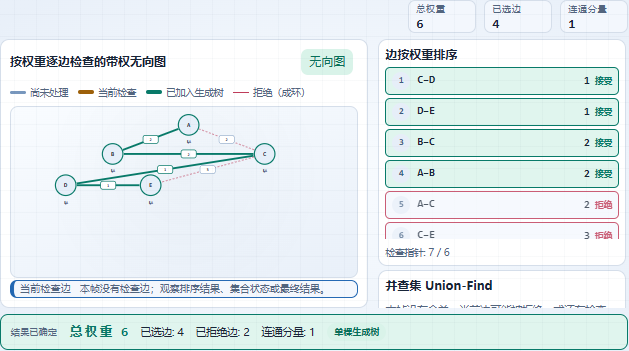 总权重 已选边 连通分量
6 4 1
按权重逐边检查的带权无向图
无向图
尚未处理 当前检查 已加入生成树 拒绝（成环）
A
2 2
B 2 C
1 3
D 1 E
当前检查边 本帧没有检查边；观察排序结果、集合状态或最终结果。
边按权重排序
1 C–D 1 接受
2 D–E 1 接受
3 B–C 2 接受
4 A–B 2 接受
5 A–C 2 拒绝
6 C–E 3 拒绝
检查指针: 7 / 6
并查集 Union-Find
结果已确定 总权重 6 已选边: 4 已拒绝边: 2 连通分量: 1 单棵生成树